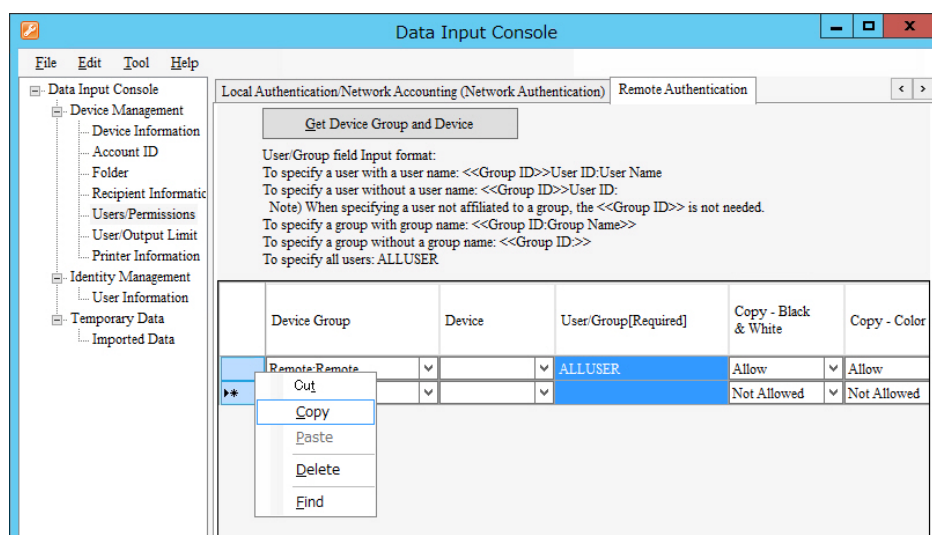 Data Input Console
File Edit Tool Help
Data Input Console
Device Management
Device Information
Account ID
Folder
Recipient Informatic
Users/Permissions
User/Output Limit
Printer Information
Identity Management
User Information
Temporary Data
Imported Data
Local Authentication/Network Accounting (Network Authentication) Remote Authentication
Get Device Group and Device
User/Group field Input format:
To specify a user with a user name: <<Group ID>>User ID:User Name
To specify a user without a user name: <<Group ID>>User ID:
Note) When specifying a user not affiliated to a group, the <<Group ID>> is not needed.
To specify a group with group name: <<Group ID:Group Name>>
To specify a group without a group name: <<Group ID:>>
To specify all users: ALLUSER
Device Group Device User/Group[Required] Copy - Black & White Copy - Color
Remote:Remote ALLUSER Allow Allow
Not Allowed Not Allowed
Cut
Copy
Paste
Delete
Find